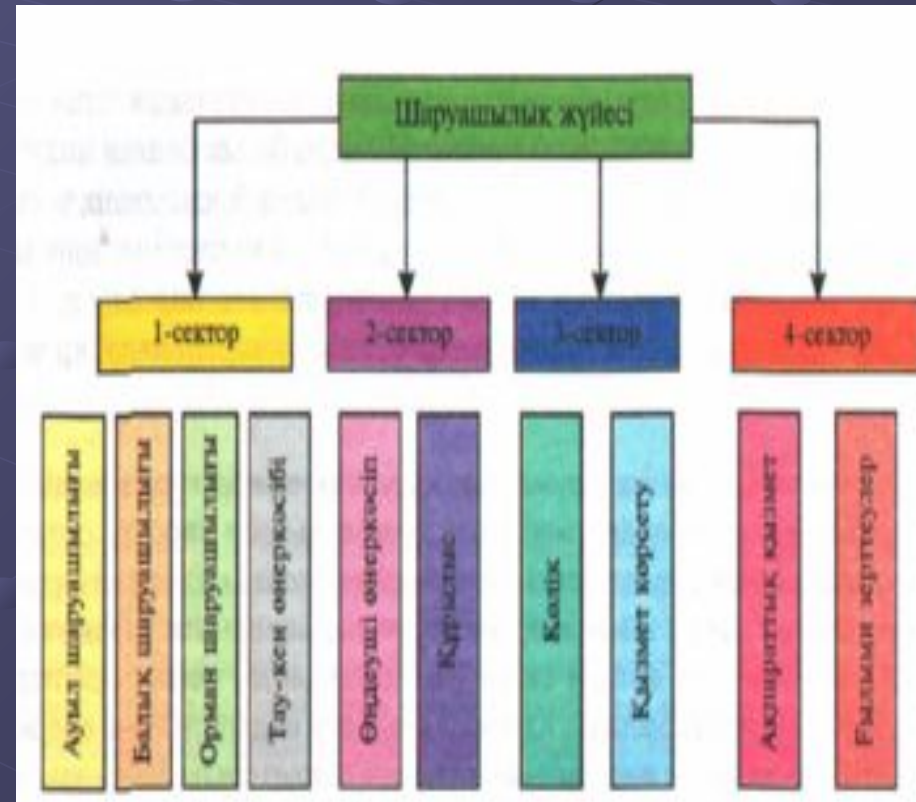 Шаруашылық жүйесі
1-сектор
2-сектор
3-сектор
4-сектор
Ауыл шаруашылығы
Балық шаруашылығы
Орман шаруашылығы
Тау-кен өнеркәсібі
Өңдеуші өнеркәсіп
Құрылыс
Көлік
Қызмет көрсету
Ақпараттық қызмет
Ғылыми зерттеулер